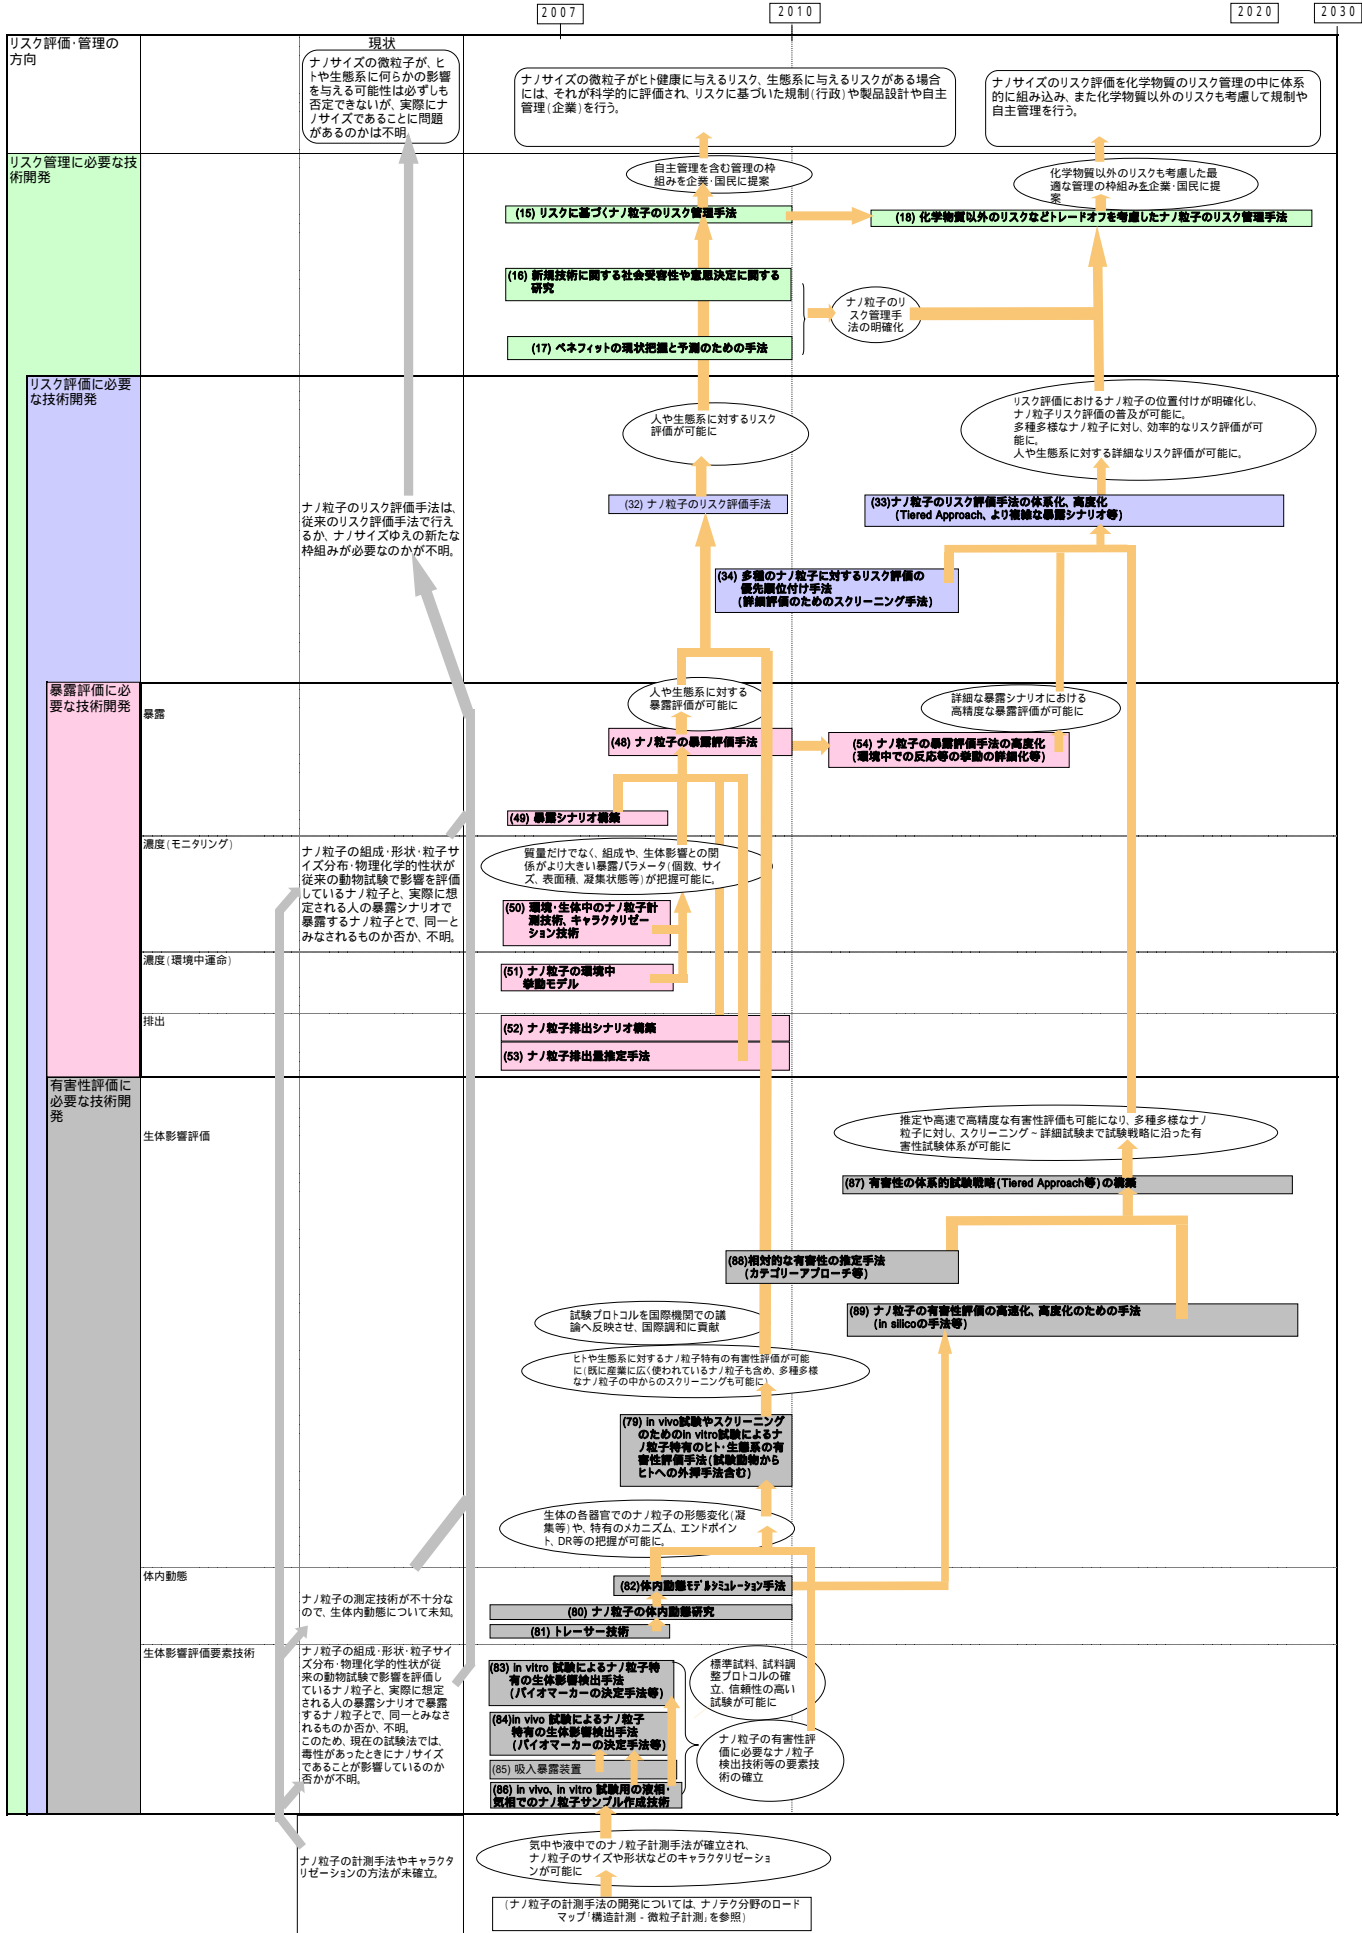 2007
2010
2020
2030
リスク評価・管理の
方向
現状
ナノサイズの微粒子が、ヒ
トや生態系に何らかの影響
を与える可能性は必ずしも
否定できないが、実際にナ
ノサイズであることに問題
があるのかは不明
ナノサイズの微粒子がヒト健康に与えるリスク、生態系に与えるリスクがある場合
には、それが科学的に評価され、リスクに基づいた規制(行政)や製品設計や自主
管理(企業)を行う。
ナノサイズのリスク評価を化学物質のリスク管理の中に体系
的に組み込み、また化学物質以外のリスクも考慮して規制や
自主管理を行う。
リスク管理に必要な技
術開発
自主管理を含む管理の枠
組みを企業・国民に提案
化学物質以外のリスクも考慮した最
適な管理の枠組みを企業・国民に提
案
(15) リスクに基づくナノ粒子のリスク管理手法
(18) 化学物質以外のリスクなどトレードオフを考慮したナノ粒子のリスク管理手法
(16) 新規技術に関する社会受容性や意思決定に関する
研究
ナノ粒子のリ
スク管理手
法の明確化
(17) ベネフィットの現状把握と予測のための手法
リスク評価に必要
な技術開発
人や生態系に対するリスク
評価が可能に
リスク評価におけるナノ粒子の位置付けが明確化し、
ナノ粒子リスク評価の普及が可能に。
多種多様なナノ粒子に対し、効率的なリスク評価が可
能に。
人や生態系に対する詳細なリスク評価が可能に。
ナノ粒子のリスク評価手法は、
従来のリスク評価手法で行え
るか、ナノサイズゆえの新たな
枠組みが必要なのかが不明。
(32) ナノ粒子のリスク評価手法
(33)ナノ粒子のリスク評価手法の体系化、高度化
(Tiered Approach、より複雑な暴露シナリオ等)
(34) 多種のナノ粒子に対するリスク評価の
優先順位付け手法
(詳細評価のためのスクリーニング手法)
暴露評価に必
要な技術開発
暴露
人や生態系に対する
暴露評価が可能に
詳細な暴露シナリオにおける
高精度な暴露評価が可能に
(48) ナノ粒子の暴露評価手法
(54) ナノ粒子の暴露評価手法の高度化
(環境中での反応等の挙動の詳細化等)
(49) 暴露シナリオ構築
濃度(モニタリング)
ナノ粒子の組成・形状・粒子サ
イズ分布・物理化学的性状が
従来の動物試験で影響を評価
しているナノ粒子と、実際に想
定される人の暴露シナリオで
暴露するナノ粒子とで、同一と
みなされるものか否か、不明。
質量だけでなく、組成や、生体影響との関
係がより大きい暴露パラメータ(個数、サイ
ズ、表面積、凝集状態等)が把握可能に。
(50) 環境・生体中のナノ粒子計
測技術、キャラクタリゼー
ション技術
濃度(環境中運命)
(51) ナノ粒子の環境中
挙動モデル
排出
(52) ナノ粒子排出シナリオ構築
(53) ナノ粒子排出量推定手法
有害性評価に
必要な技術開
発
生体影響評価
推定や高速で高精度な有害性評価も可能になり、多種多様なナノ
粒子に対し、スクリーニング~詳細試験まで試験戦略に沿った有
害性試験体系が可能に
(87) 有害性の体系的試験戦略(Tiered Approach等)の構築
(88)相対的な有害性の推定手法
(カテゴリーアプローチ等)
(89) ナノ粒子の有害性評価の高速化、高度化のための手法
(in silicoの手法等)
試験プロトコルを国際機関での議
論へ反映させ、国際調和に貢献
ヒトや生態系に対するナノ粒子特有の有害性評価が可能
に(既に産業に広く使われているナノ粒子も含め、多種多様
なナノ粒子の中からのスクリーニングも可能に)
(79) in vivo試験やスクリーニング
のためのin vitro試験によるナ
ノ粒子特有のヒト・生態系の有
害性評価手法(試験動物から
ヒトへの外挿手法含む)
生体の各器官でのナノ粒子の形態変化(凝
集等)や、特有のメカニズム、エンドポイン
ト、DR等の把握が可能に。
体内動態
ナノ粒子の測定技術が不十分な
ので、生体内動態について未知。
(82)体内動態モデルシミュレーション手法
(80) ナノ粒子の体内動態研究
(81) トレーサー技術
生体影響評価要素技術
ナノ粒子の組成・形状・粒子サイ
ズ分布・物理化学的性状が従
来の動物試験で影響を評価し
ているナノ粒子と、実際に想定
される人の暴露シナリオで暴露
するナノ粒子とで、同一とみなさ
れるものか否か、不明。
このため、現在の試験法では、
毒性があったときにナノサイズ
であることが影響しているのか
否かが不明。
(83) in vitro 試験によるナノ粒子特
有の生体影響検出手法
(バイオマーカーの決定手法等)
標準試料、試料調
整プロトコルの確
立、信頼性の高い
試験が可能に
(84)in vivo 試験によるナノ粒子
特有の生体影響検出手法
(バイオマーカーの決定手法等)
ナノ粒子の有害性評
価に必要なナノ粒子
検出技術等の要素技
術の確立
(85) 吸入暴露装置
(86) in vivo、in vitro 試験用の液相・
気相でのナノ粒子サンプル作成技術
ナノ粒子の計測手法やキャラクタ
リゼーションの方法が未確立。
気中や液中でのナノ粒子計測手法が確立され、
ナノ粒子のサイズや形状などのキャラクタリゼーショ
ンが可能に
(ナノ粒子の計測手法の開発については、ナノテク分野のロード
マップ「構造計測 - 微粒子計測」を参照)